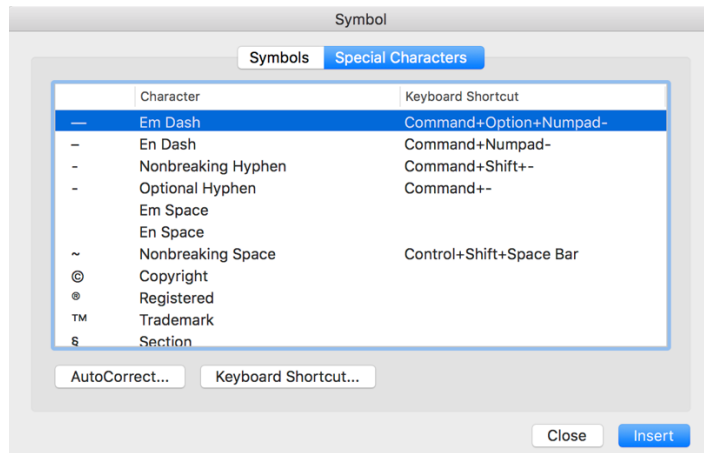 Symbol
Symbols Special Characters
Character Keyboard Shortcut
— Em Dash Command+Option+Numpad-
– En Dash Command+Numpad-
- Nonbreaking Hyphen Command+Shift+-
- Optional Hyphen Command+-
Em Space
En Space
~ Nonbreaking Space Control+Shift+Space Bar
© Copyright
® Registered
™ Trademark
§ Section
AutoCorrect... Keyboard Shortcut...
Close Insert